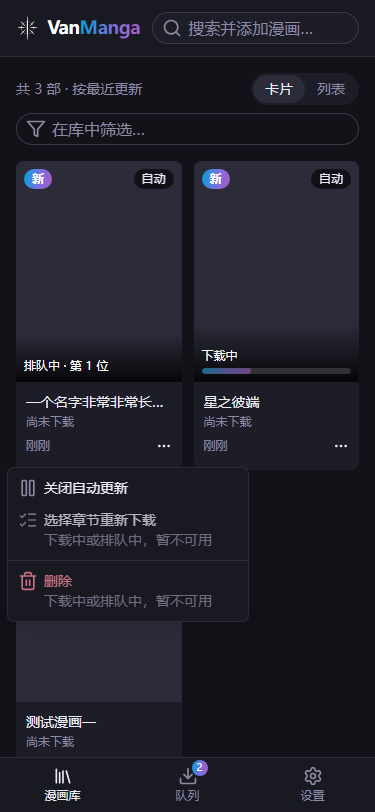 VanManga
搜索并添加漫画...
共 3 部 · 按最近更新
卡片
列表
在库中筛选...
新
自动
新
自动
排队中 · 第 1 位
下载中
一个名字非常非常长...
星之彼端
尚未下载
尚未下载
刚刚
刚刚
关闭自动更新
选择章节重新下载
下载中或排队中，暂不可用
删除
下载中或排队中，暂不可用
测试漫画一
尚未下载
2
漫画库
队列
设置